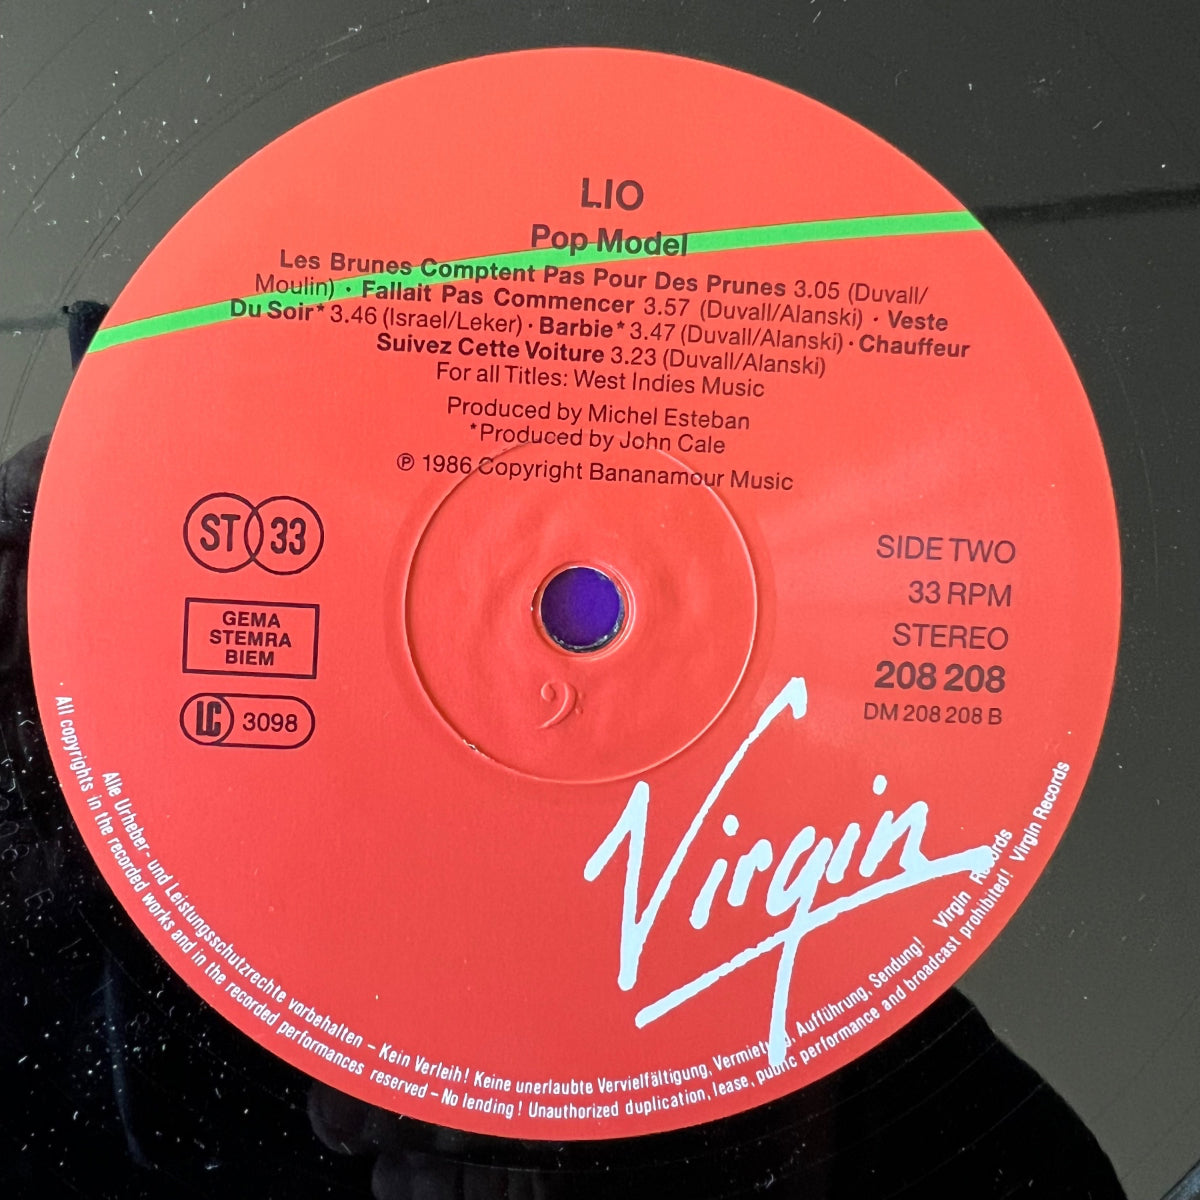 LIO
Pop Model
Les Brunes Comptent Pas Pour Des Prunes 3.05 (Duvall/
Moulin) · Fallait Pas Commencer 3.57 (Duvall/Alanski) · Veste
Du Soir* 3.46 (Israel/Leker) · Barbie* 3.47 (Duvall/Alanski) · Chauffeur
Suivez Cette Voiture 3.23 (Duvall/Alanski)
For all Titles: West Indies Music
Produced by Michel Esteban
*Produced by John Cale
℗ 1986 Copyright Bananamour Music
ST 33
GEMA
STEMRA
BIEM
LC 3098
SIDE TWO
33 RPM
STEREO
208 208
DM 208 208 B
Virgin
Alle Urheber- und Leistungsschutzrechte vorbehalten – Kein Verleih! Keine unerlaubte Vervielfältigung, Vermietung, Aufführung, Sendung! Virgin Records
All copyrights in the recorded works and in the recorded performances reserved – No lending! Unauthorized duplication, lease, public performance and broadcast prohibited! Virgin Records